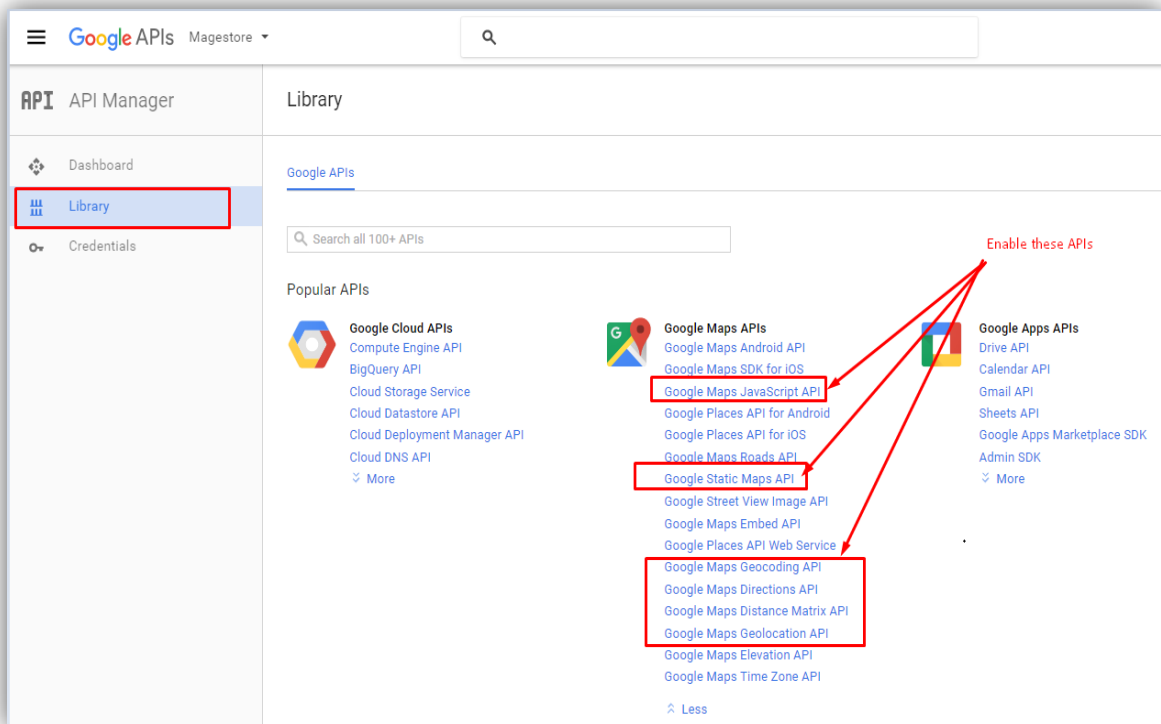 Google APIs Magestore
API API Manager
Library
Dashboard
Library
Credentials
Google APIs
Search all 100+ APIs
Enable these APIs
Popular APIs
Google Cloud APIs
Compute Engine API
BigQuery API
Cloud Storage Service
Cloud Datastore API
Cloud Deployment Manager API
Cloud DNS API
More
G
Google Maps APIs
Google Maps Android API
Google Maps SDK for iOS
Google Maps JavaScript API
Google Places API for Android
Google Places API for iOS
Google Maps Roads API
Google Static Maps API
Google Street View Image API
Google Maps Embed API
Google Places API Web Service
Google Maps Geocoding API
Google Maps Directions API
Google Maps Distance Matrix API
Google Maps Geolocation API
Google Maps Elevation API
Google Maps Time Zone API
Less
Google Apps APIs
Drive API
Calendar API
Gmail API
Sheets API
Google Apps Marketplace SDK
Admin SDK
More